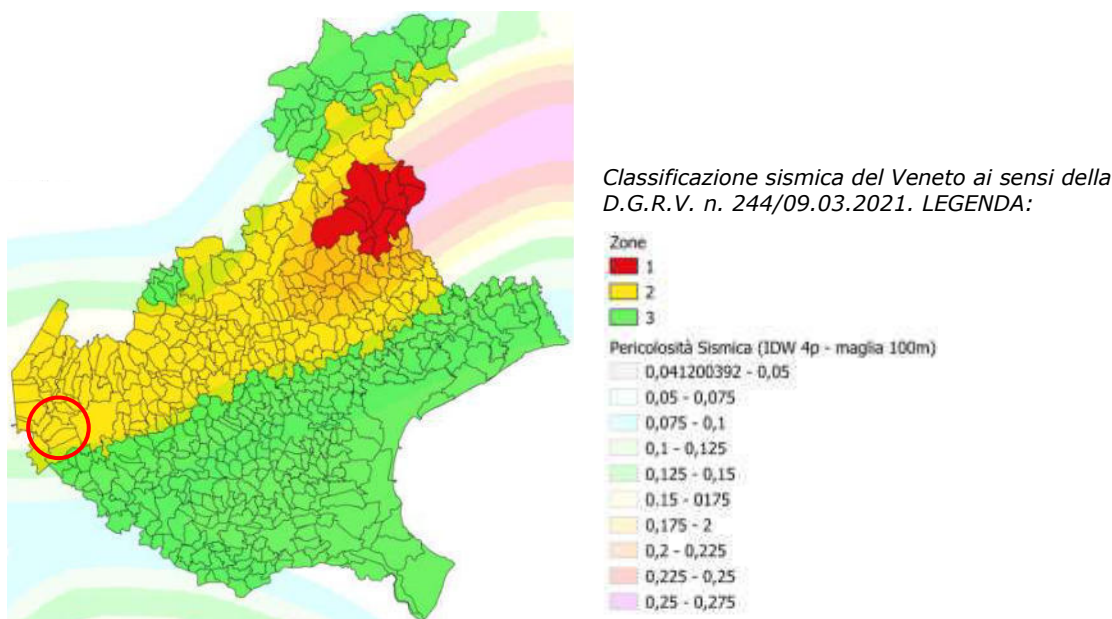 Classificazione sismica del Veneto ai sensi della
D.G.R.V. n. 244/09.03.2021. LEGENDA:
Zone
1
2
3
Pericolosità Sismica (IDW 4p - maglia 100m)
0,041200392 - 0,05
0,05 - 0,075
0,075 - 0,1
0,1 - 0,125
0,125 - 0,15
0.15 - 0175
0,175 - 2
0,2 - 0,225
0,225 - 0,25
0,25 - 0,275